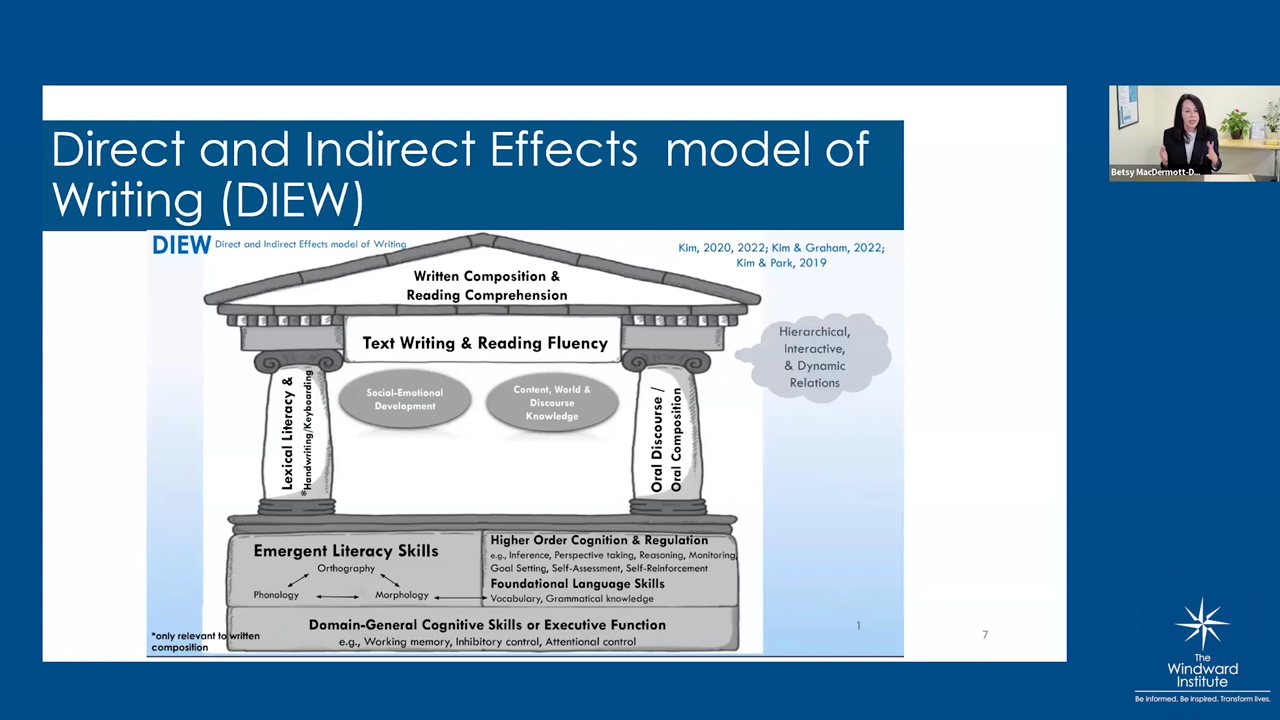 Direct and Indirect Effects model of
Writing (DIEW)
DIEW Direct and Indirect Effects model of Writing
Kim, 2020, 2022; Kim & Graham, 2022;
Kim & Park, 2019
Written Composition &
Reading Comprehension
Text Writing & Reading Fluency
Hierarchical,
Interactive,
& Dynamic
Relations
Social-Emotional
Development
Content, World &
Discourse
Knowledge
Lexical Literacy &
*Handwriting/Keyboarding
Oral Discourse /
Oral Composition
Emergent Literacy Skills
Orthography
Phonology
Morphology
Higher Order Cognition & Regulation
e.g., Inference, Perspective taking, Reasoning, Monitoring,
Goal Setting, Self-Assessment, Self-Reinforcement
Foundational Language Skills
Vocabulary, Grammatical knowledge
Domain-General Cognitive Skills or Executive Function
e.g., Working memory, Inhibitory control, Attentional control
*only relevant to written
composition
1
7
Betsy MacDermott-D...
The
Windward
Institute
Be informed. Be inspired. Transform lives.